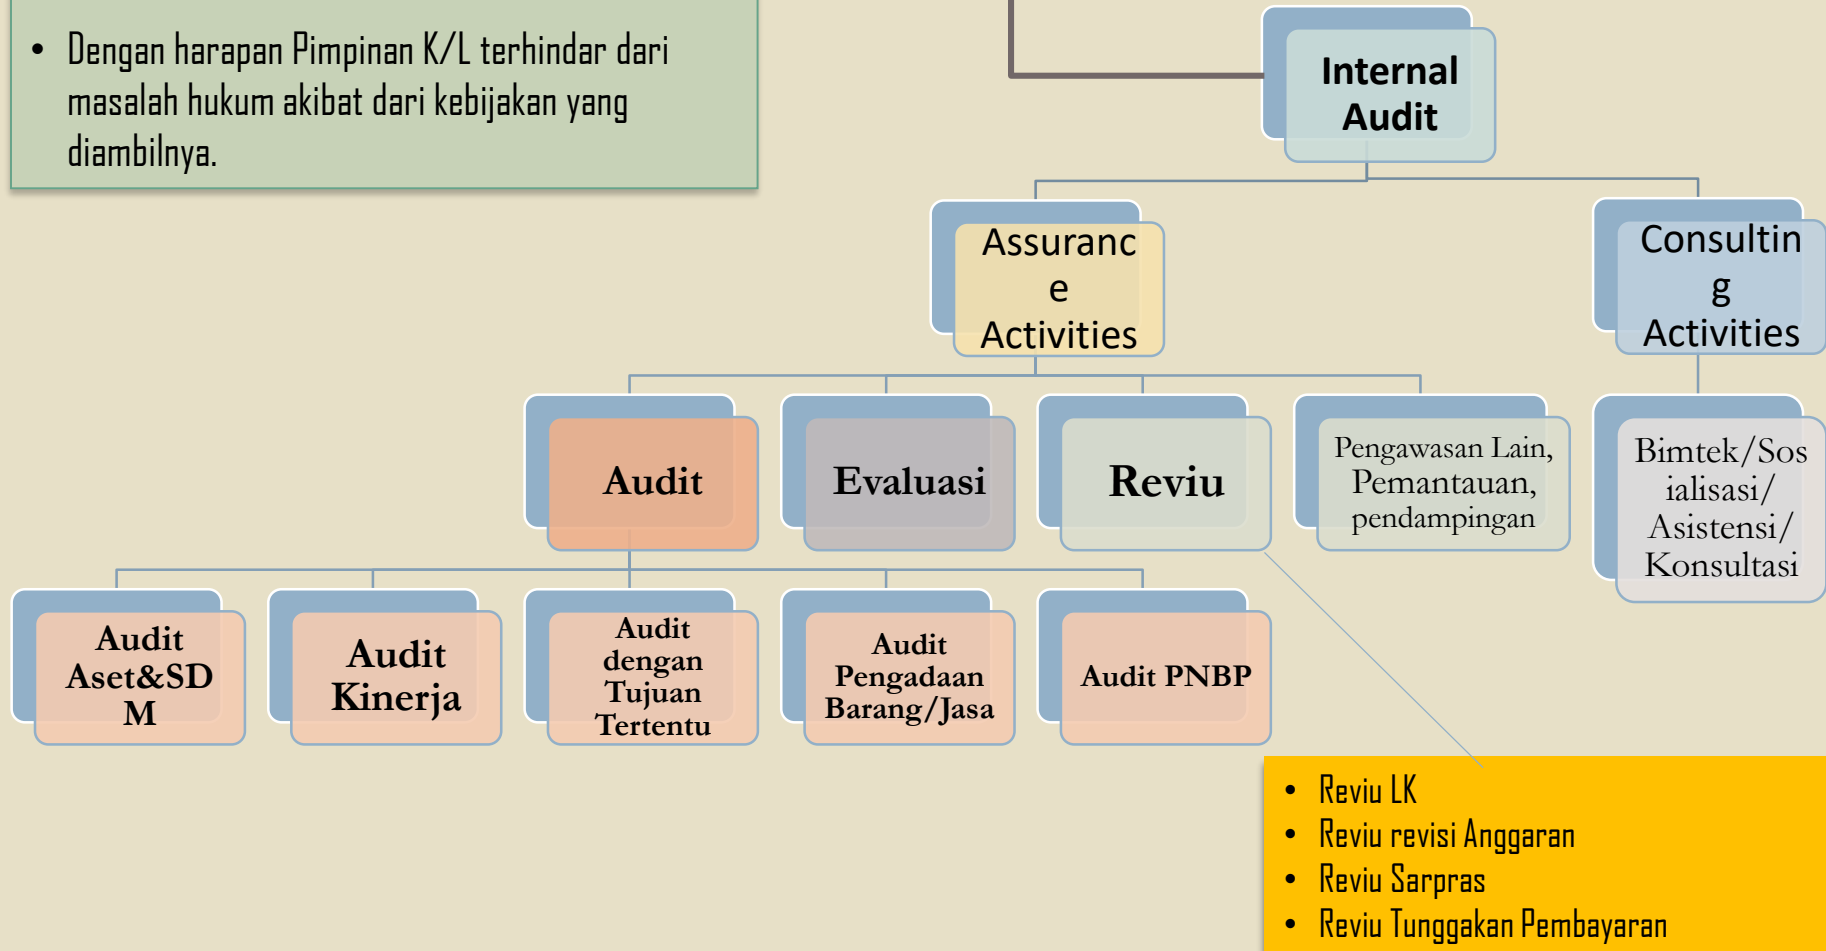 • Dengan harapan Pimpinan K/L terhindar dari
masalah hukum akibat dari kebijakan yang
diambilnya.
Internal
Audit
Assuranc
e
Activities
Consultin
g
Activities
Audit
Evaluasi
Reviu
Pengawasan Lain,
Pemantauan,
pendampingan
Bimtek/Sos
ialisasi/
Asistensi/
Konsultasi
Audit
Aset&SD
M
Audit
Kinerja
Audit
dengan
Tujuan
Tertentu
Audit
Pengadaan
Barang/Jasa
Audit PNBP
• Reviu LK
• Reviu revisi Anggaran
• Reviu Sarpras
• Reviu Tunggakan Pembayaran